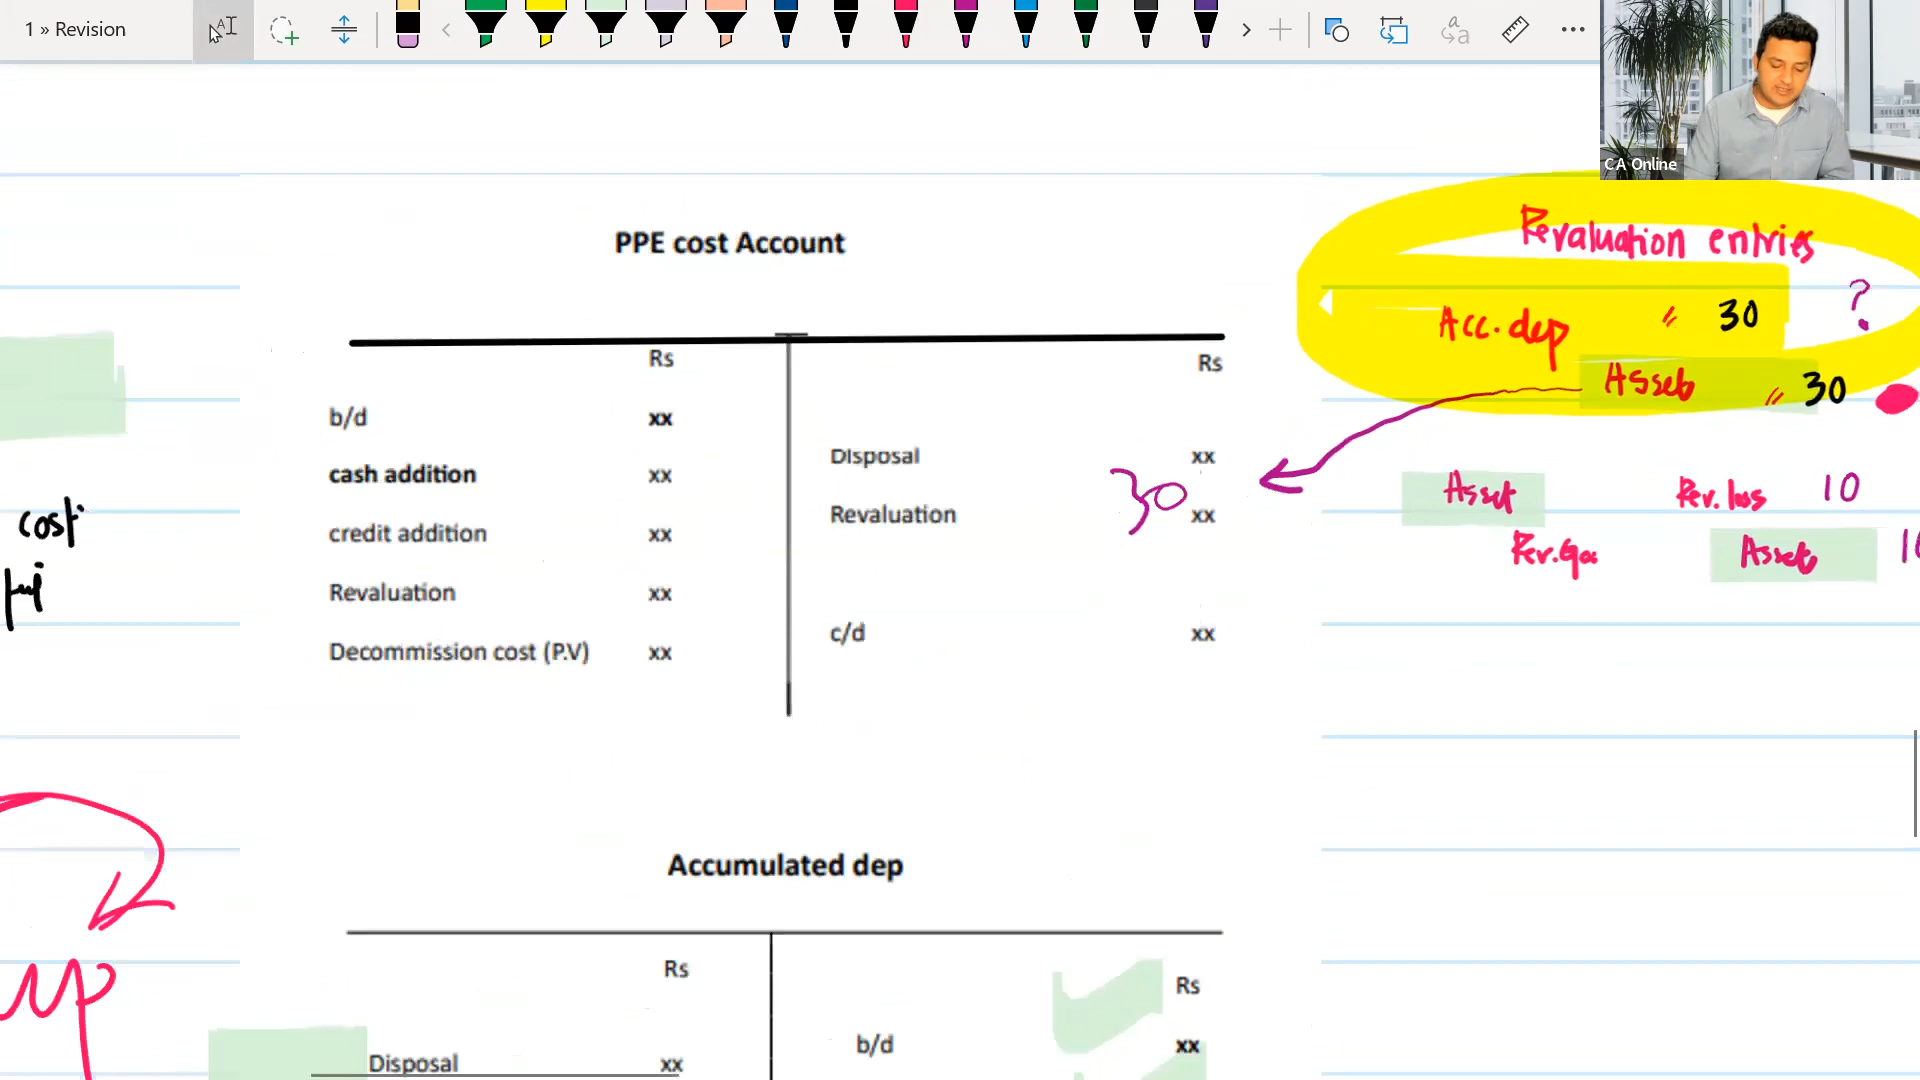 1 » Revision
CA Online
PPE cost Account
Revaluation entries
Acc. dep " 30 ?
Asset " 30
Rs
Rs
b/d xx
Disposal xx
cash addition xx
30
Revaluation xx
credit addition xx
Revaluation xx
c/d xx
Decommission cost (P.V) xx
Asset Rev. loss 10
Asset
cost
Accumulated dep
Rs
Rs
b/d xx
Disposal xx